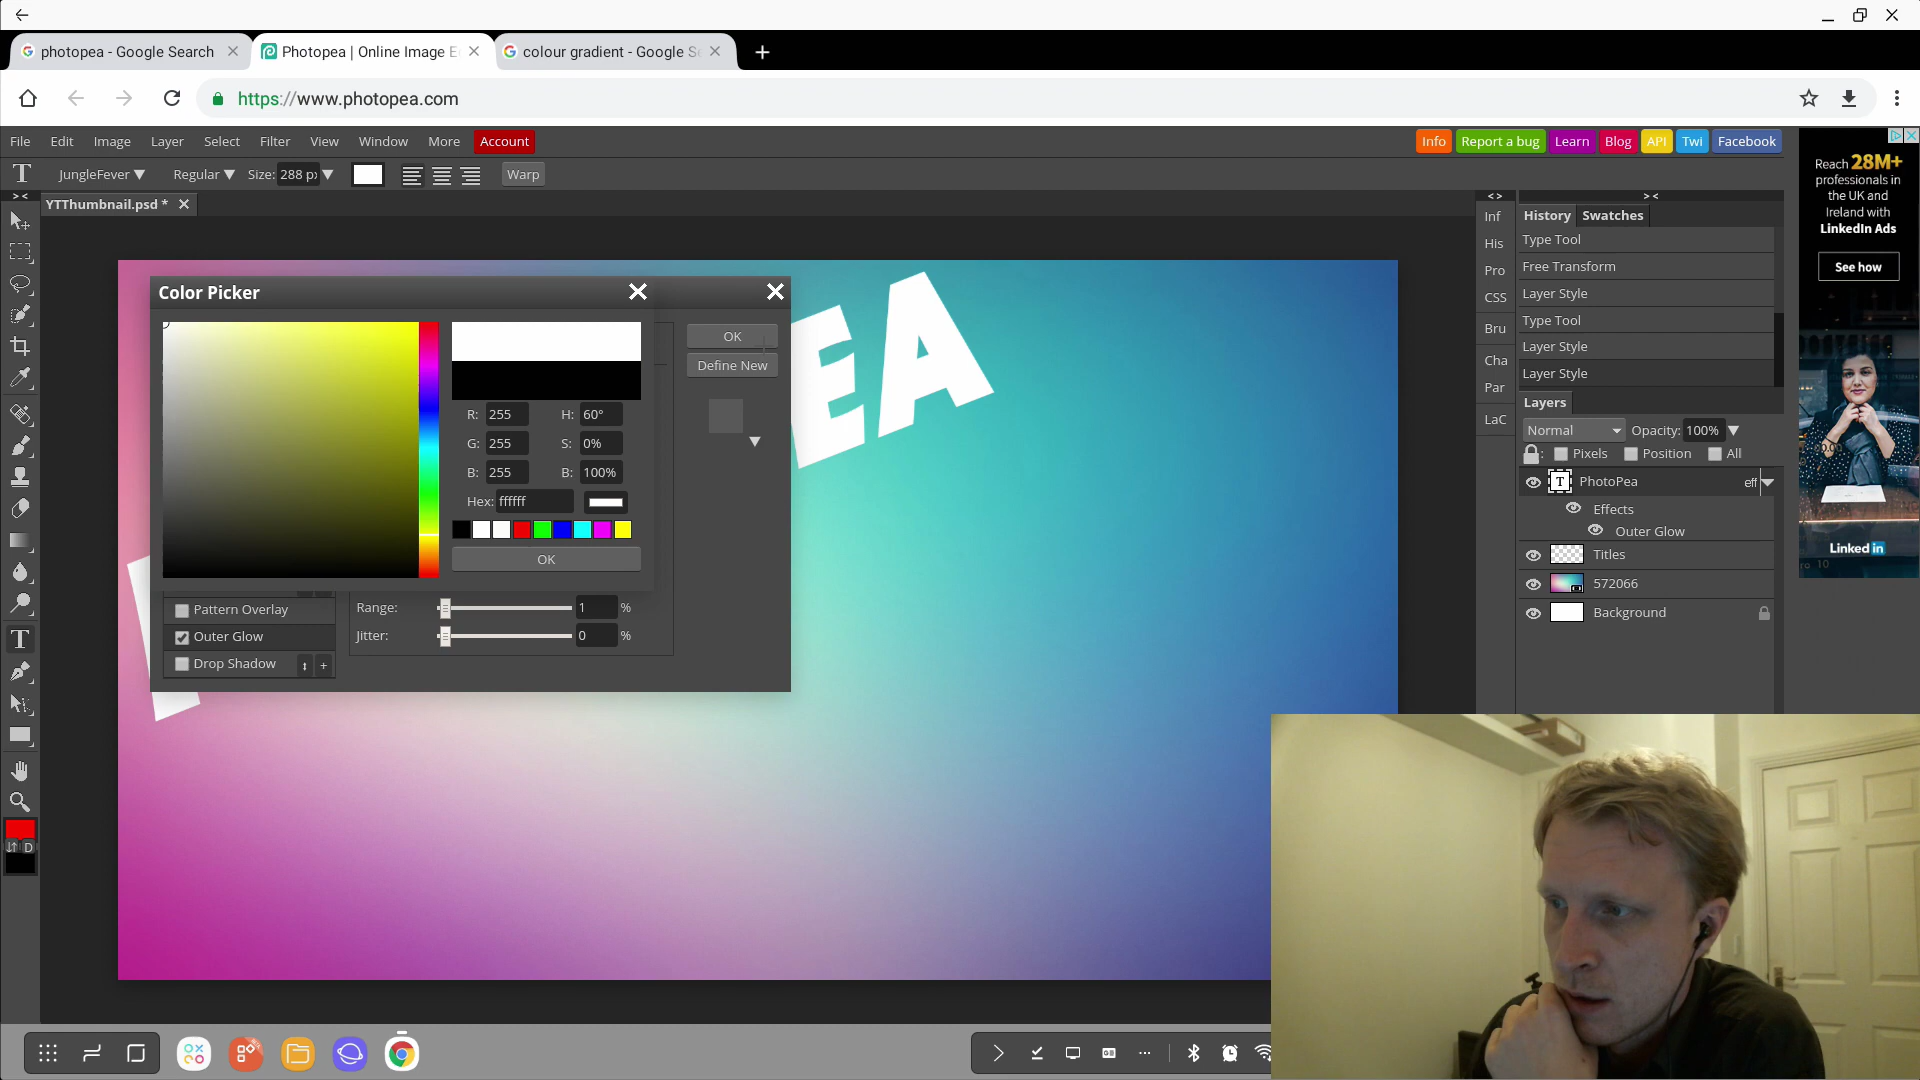 photopea - Google Search
Photopea | Online Image E
colour gradient - Google S
https://www.photopea.com
File Edit Image Layer Select Filter View Window More Account
Info Report a bug Learn Blog API Twi Facebook
JungleFever Regular Size: 288 px Warp
YTThumbnail.psd *
Inf
His
Pro
CSS
Bru
Cha
Par
LaC
History Swatches
Type Tool
Free Transform
Layer Style
Type Tool
Layer Style
Layer Style
Layers
Normal Opacity: 100%
Pixels Position All
PhotoPea eff
Effects
Outer Glow
Titles
572066
Background
Color Picker
R: 255 H: 60°
G: 255 S: 0%
B: 255 B: 100%
Hex: ffffff
OK
OK
Define New
Pattern Overlay
Outer Glow
Drop Shadow
Range: 1 %
Jitter: 0 %
EA
D
Reach 28M+
professionals in
the UK and
Ireland with
LinkedIn Ads
See how
Linked in